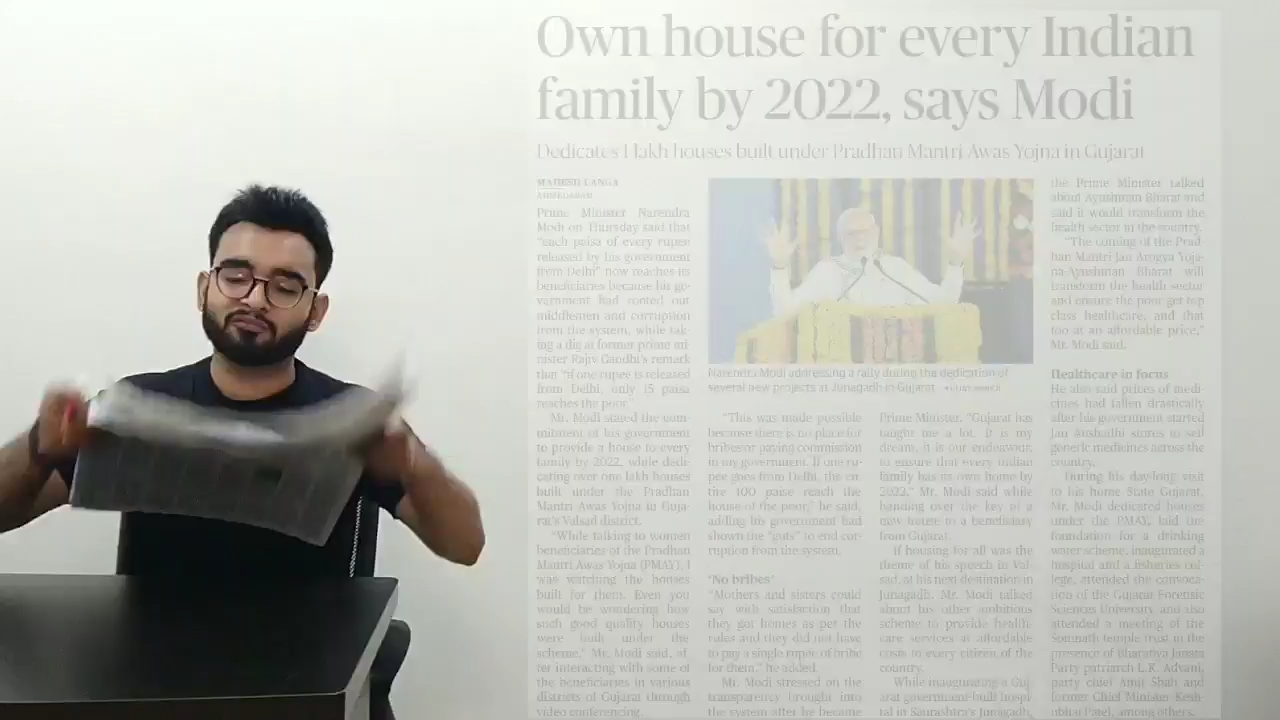 Own house for every Indian
family by 2022, says Modi
Dedicates 1 lakh houses built under Pradhan Mantri Awas Yojna in Gujarat
MAHESH LANGA
AHMEDABAD
Prime Minister Narendra
Modi on Thursday said that
“each paisa of every rupee
released by his government
from Delhi” now reaches its
beneficiaries because his go-
vernment had rooted out
middlemen and corruption
from the system, while tak-
ing a dig at former prime mi-
nister Rajiv Gandhi’s remark
that “if one rupee is released
from Delhi, only 15 paisa
reaches the poor.”
Mr. Modi stated the com-
mitment of his government
to provide a house to every
family by 2022, while dedi-
cating over one lakh houses
built under the Pradhan
Mantri Awas Yojna in Guja-
rat’s Valsad district.
“While talking to women
beneficiaries of the Pradhan
Mantri Awas Yojna (PMAY), I
was watching the houses
built for them. Even you
would be wondering how
such good quality houses
were built under the
scheme,” Mr. Modi said, af-
ter interacting with some of
the beneficiaries in various
districts of Gujarat through
video conferencing.
Narendra Modi addressing a rally during the dedication of
several new projects at Junagadh in Gujarat.
“This was made possible
because there is no place for
bribes or paying commission
in my government. If one ru-
pee goes from Delhi, the en-
tire 100 paise reach the
house of the poor,” he said,
adding his government had
shown the “guts” to end cor-
ruption from the system.
‘No bribes’
“Mothers and sisters could
say with satisfaction that
they got homes as per the
rules and they did not have
to pay a single rupee of bribe
for them,” he added.
Mr. Modi stressed on the
transparency brought into
the system after he became
Prime Minister. “Gujarat has
taught me a lot. It is my
dream, it is our endeavour,
to ensure that every Indian
family has its own home by
2022,” Mr. Modi said while
handing over the key of a
new house to a beneficiary
from Gujarat.
If housing for all was the
theme of his speech in Val-
sad, at his next destination in
Junagadh, Mr. Modi talked
about his other ambitious
scheme to provide health-
care services at affordable
costs to every citizen of the
country.
While inaugurating a Guj-
arat government-built hospi-
tal in Saurashtra’s Junagadh,
the Prime Minister talked
about Ayushman Bharat and
said it would transform the
health sector in the country.
“The coming of the Prad-
han Mantri Jan Arogya Yoja-
na-Ayushman Bharat will
transform the health sector
and ensure the poor get top
class healthcare, and that
too at an affordable price,”
Mr. Modi said.
Healthcare in focus
He also said prices of medi-
cines had fallen drastically
after his government started
Jan Aushadhi stores to sell
generic medicines across the
country.
During his day-long visit
to his home State Gujarat,
Mr. Modi dedicated houses
under the PMAY, laid the
foundation for a drinking
water scheme, inaugurated a
hospital and a fisheries col-
lege, attended the convoca-
tion of the Gujarat Forensic
Sciences University, and also
attended a meeting of the
Somnath temple trust in the
presence of Bharatiya Janata
Party patriarch L.K. Advani,
party chief Amit Shah and
former Chief Minister Kesh-
ubhai Patel, among others.